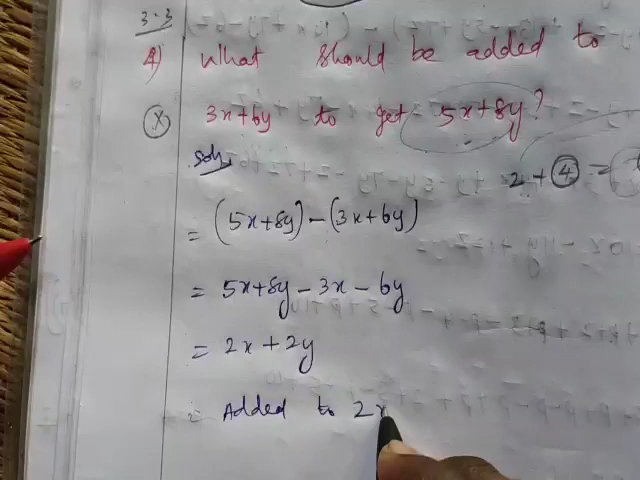 3.3
4) What should be added to
(x) 3x+6y to get 5x+8y?
Soln,
2 + 4 =
= (5x+8y) - (3x+6y)
= 5x+8y - 3x - 6y
= 2x + 2y
∴ Added to 2x